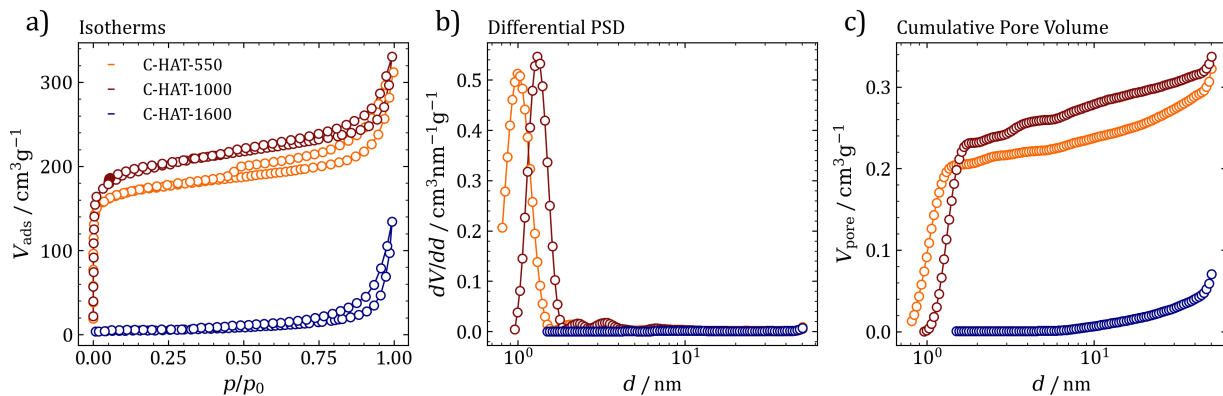 a) Isotherms
300
200
100
0
0.00 0.25 0.50 0.75 1.00
V_ads / cm³g⁻¹
p/p₀
C-HAT-550
C-HAT-1000
C-HAT-1600
b) Differential PSD
0.5
0.4
0.3
0.2
0.1
0.0
10⁰ 10¹
dV/dd / cm³nm⁻¹g⁻¹
d / nm
c) Cumulative Pore Volume
0.3
0.2
0.1
0.0
10⁰ 10¹
V_pore / cm³g⁻¹
d / nm